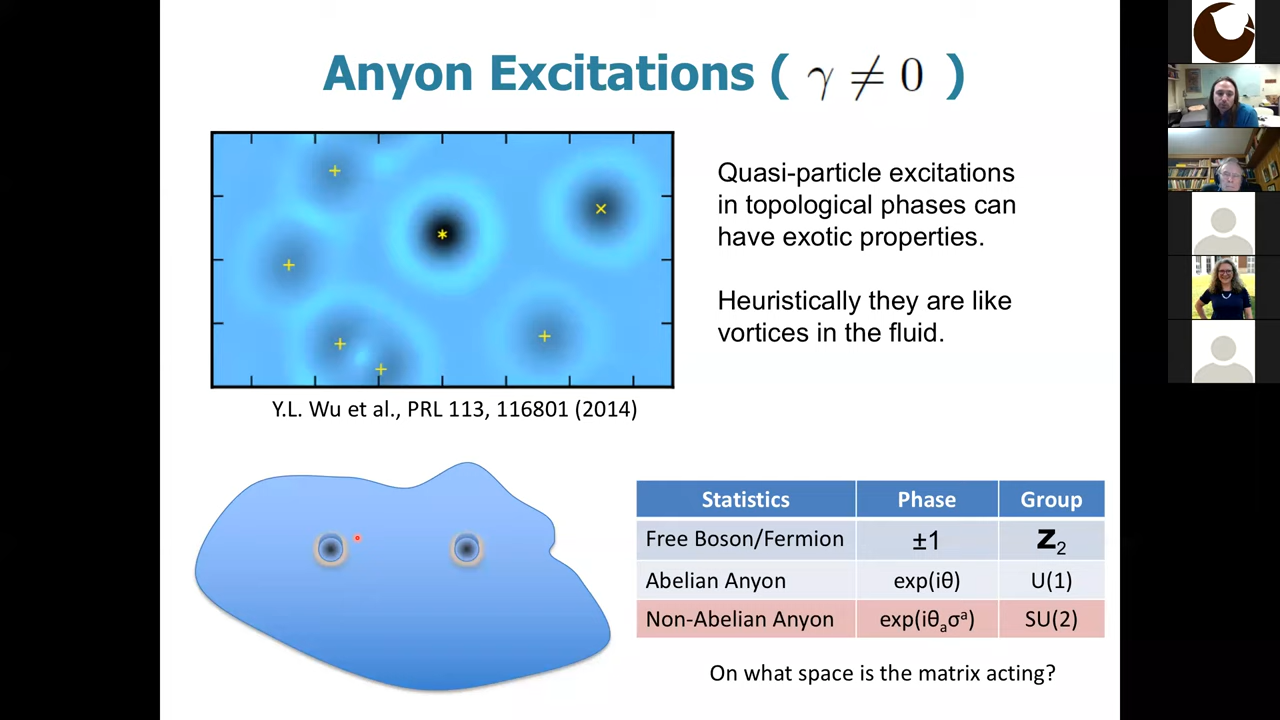 Anyon Excitations ( γ ≠ 0 )
Quasi-particle excitations
in topological phases can
have exotic properties.
Heuristically they are like
vortices in the fluid.
Y.L. Wu et al., PRL 113, 116801 (2014)
Statistics Phase Group
Free Boson/Fermion ±1 Z₂
Abelian Anyon exp(iθ) U(1)
Non-Abelian Anyon exp(iθₐσᵃ) SU(2)
On what space is the matrix acting?